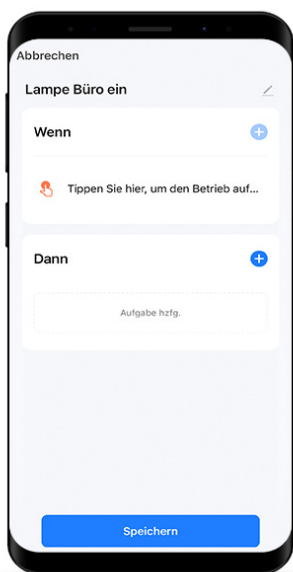 Abbrechen
Lampe Büro ein
Wenn
Tippen Sie hier, um den Betrieb auf...
Dann
Aufgabe hzfg.
Speichern